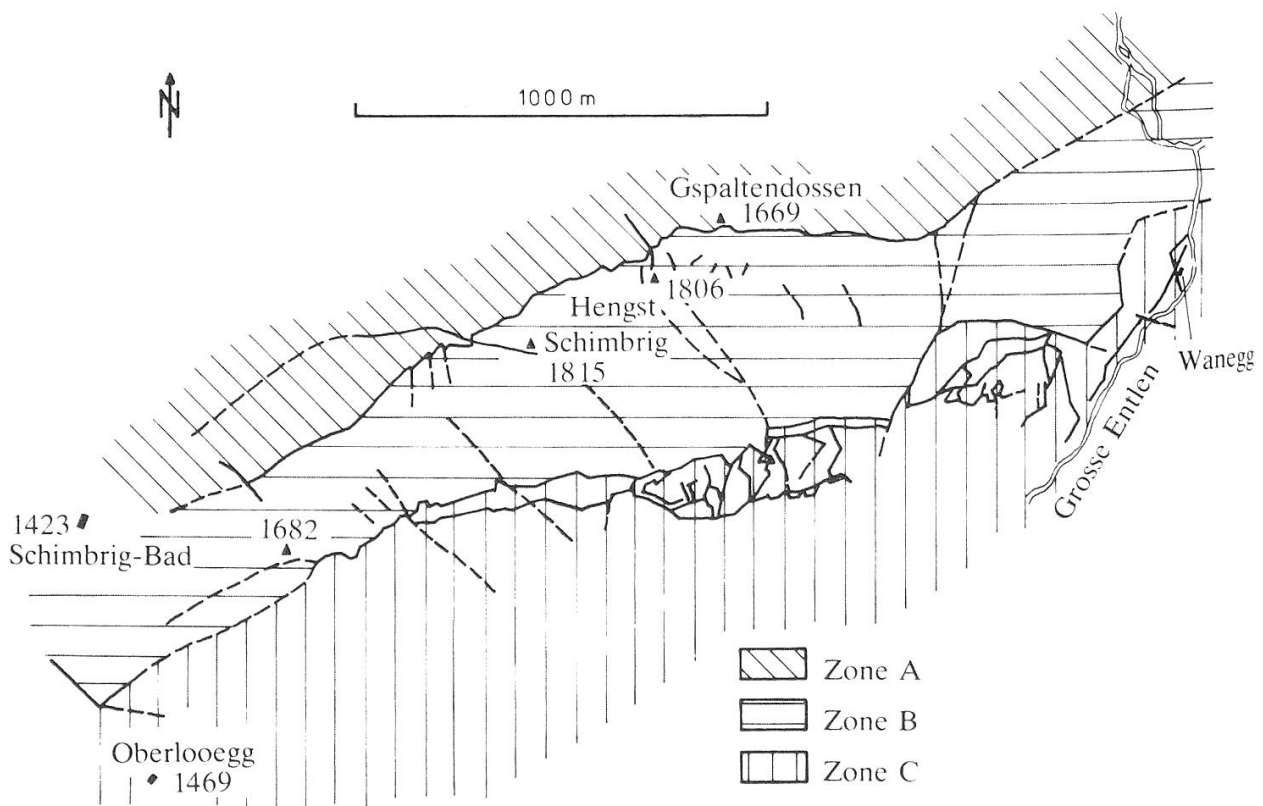 N
1000 m
Gspaltendossen
1669
1806
Hengst
Schimbrig
1815
Wanegg
Grosse Entlen
1423
Schimbrig-Bad
1682
Zone A
Zone B
Zone C
Oberlooegg
1469